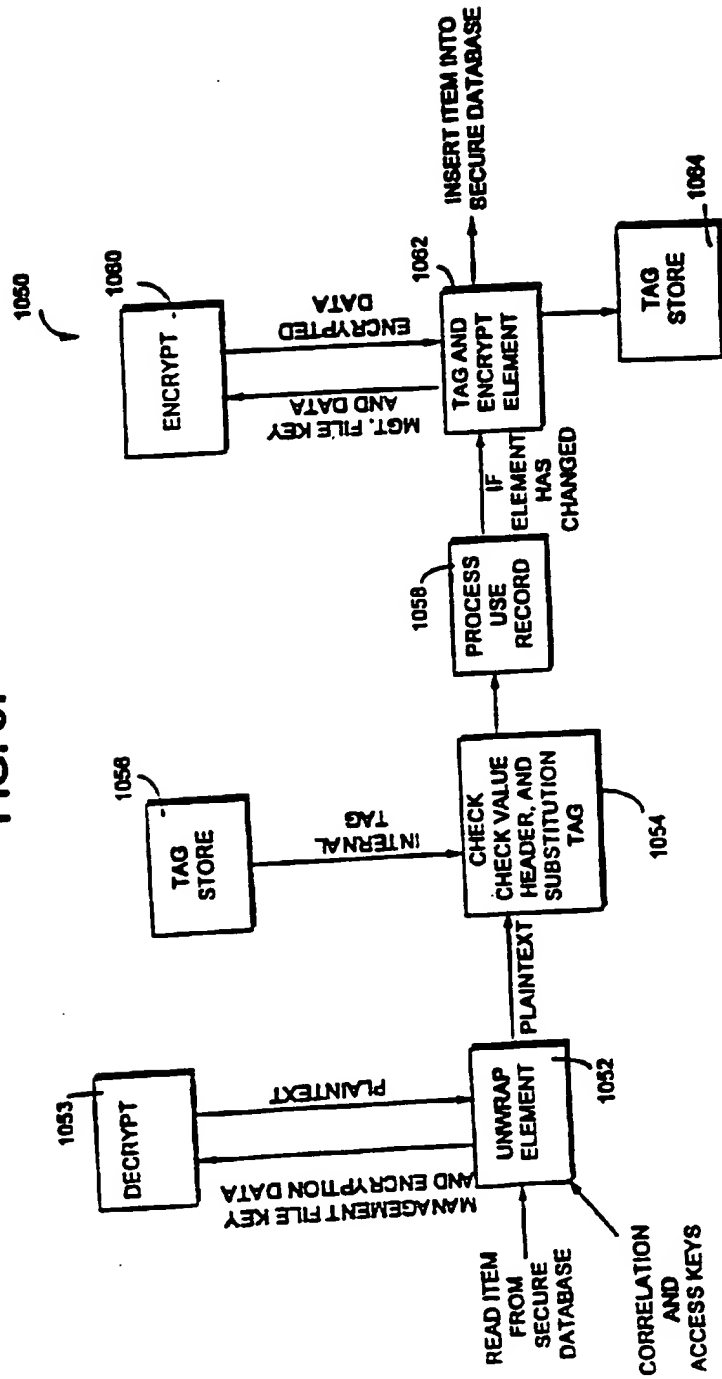 1050
1053
DECRYPT
1056
TAG
STORE
1060
ENCRYPT
MANAGEMENT FILE KEY
AND ENCRYPTION DATA
PLAINTEXT
INTERNAL
TAG
MGT. FILE KEY
AND DATA
ENCRYPTED
DATA
READ ITEM
FROM
SECURE
DATABASE
UNWRAP
ELEMENT
1052
CORRELATION
AND
ACCESS KEYS
PLAINTEXT
CHECK
CHECK VALUE
HEADER, AND
SUBSTITUTION
TAG
1054
1058
PROCESS
USE
RECORD
IF
ELEMENT
HAS
CHANGED
1062
TAG AND
ENCRYPT
ELEMENT
INSERT ITEM INTO
SECURE DATABASE
TAG
STORE
1064